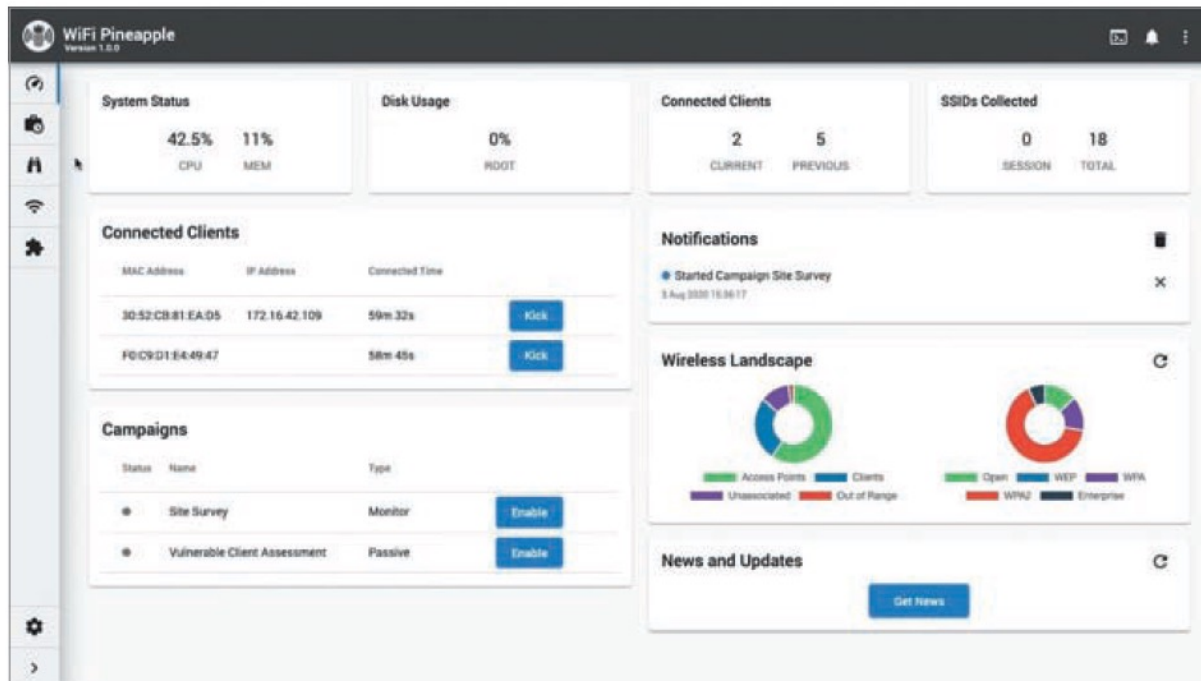 WiFi Pineapple
Version 1.0.0
System Status
42.5% 11%
CPU MEM
Disk Usage
0%
ROOT
Connected Clients
2 5
CURRENT PREVIOUS
SSIDs Collected
0 18
SESSION TOTAL
Connected Clients
MAC Address IP Address Connected Time
30:52:CB:81:EA:D5 172.16.42.109 59m 32s Kick
F0:C9:D1:E4:49:47 58m 45s Kick
Campaigns
Status Name Type
Site Survey Monitor Enable
Vulnerable Client Assessment Passive Enable
Notifications
Started Campaign Site Survey
Aug 2020
Wireless Landscape
Access Points Clients
Unassociated Out of Range
Open WEP WPA
WPA2 Enterprise
News and Updates
Get News